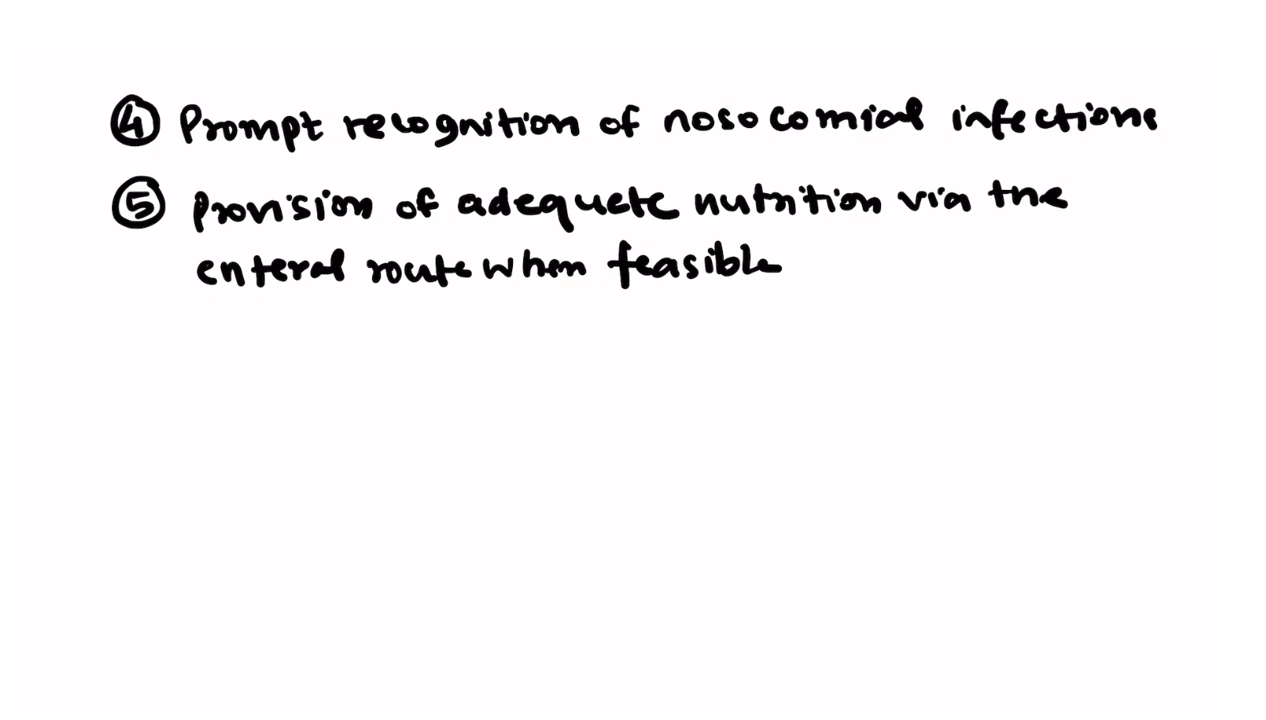 ④ Prompt recognition of nosocomial infections
⑤ Provision of adequete nutrition via the
enteral route when feasible